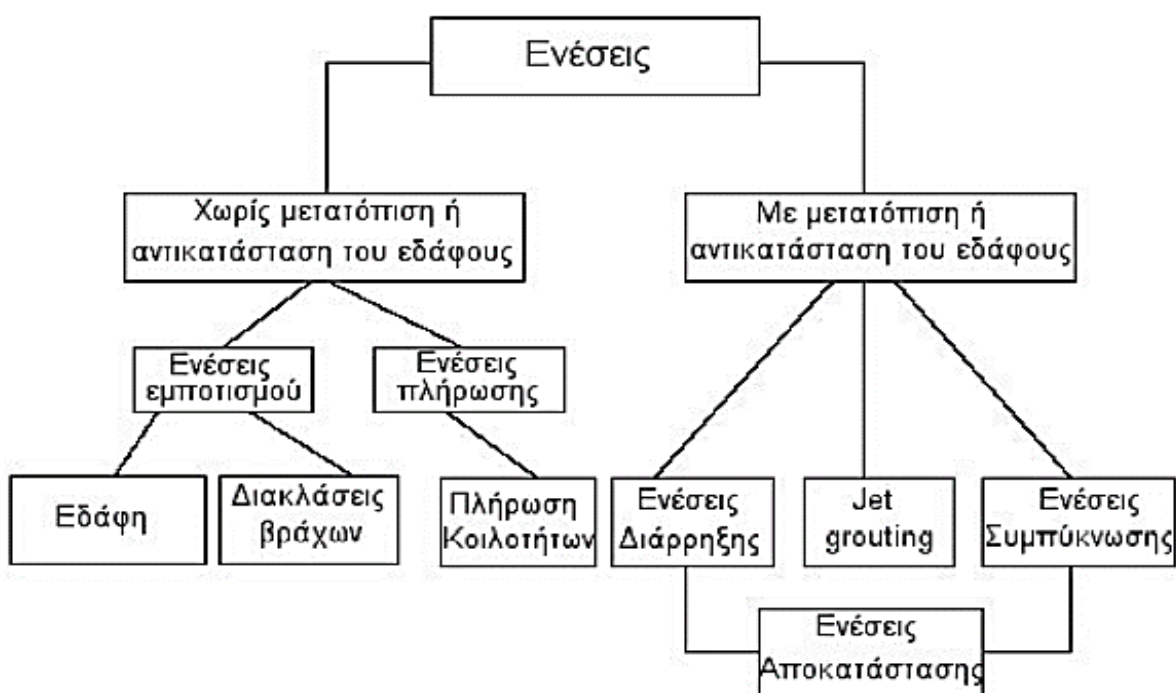 Ενέσεις
Χωρίς μετατόπιση ή
αντικατάσταση του εδάφους
Με μετατόπιση ή
αντικατάσταση του εδάφους
Ενέσεις
εμποτισμού
Ενέσεις
πλήρωσης
Εδάφη
Διακλάσεις
βράχων
Πλήρωση
Κοιλοτήτων
Ενέσεις
Διάρρηξης
Jet
grouting
Ενέσεις
Συμπύκνωσης
Ενέσεις
Αποκατάστασης